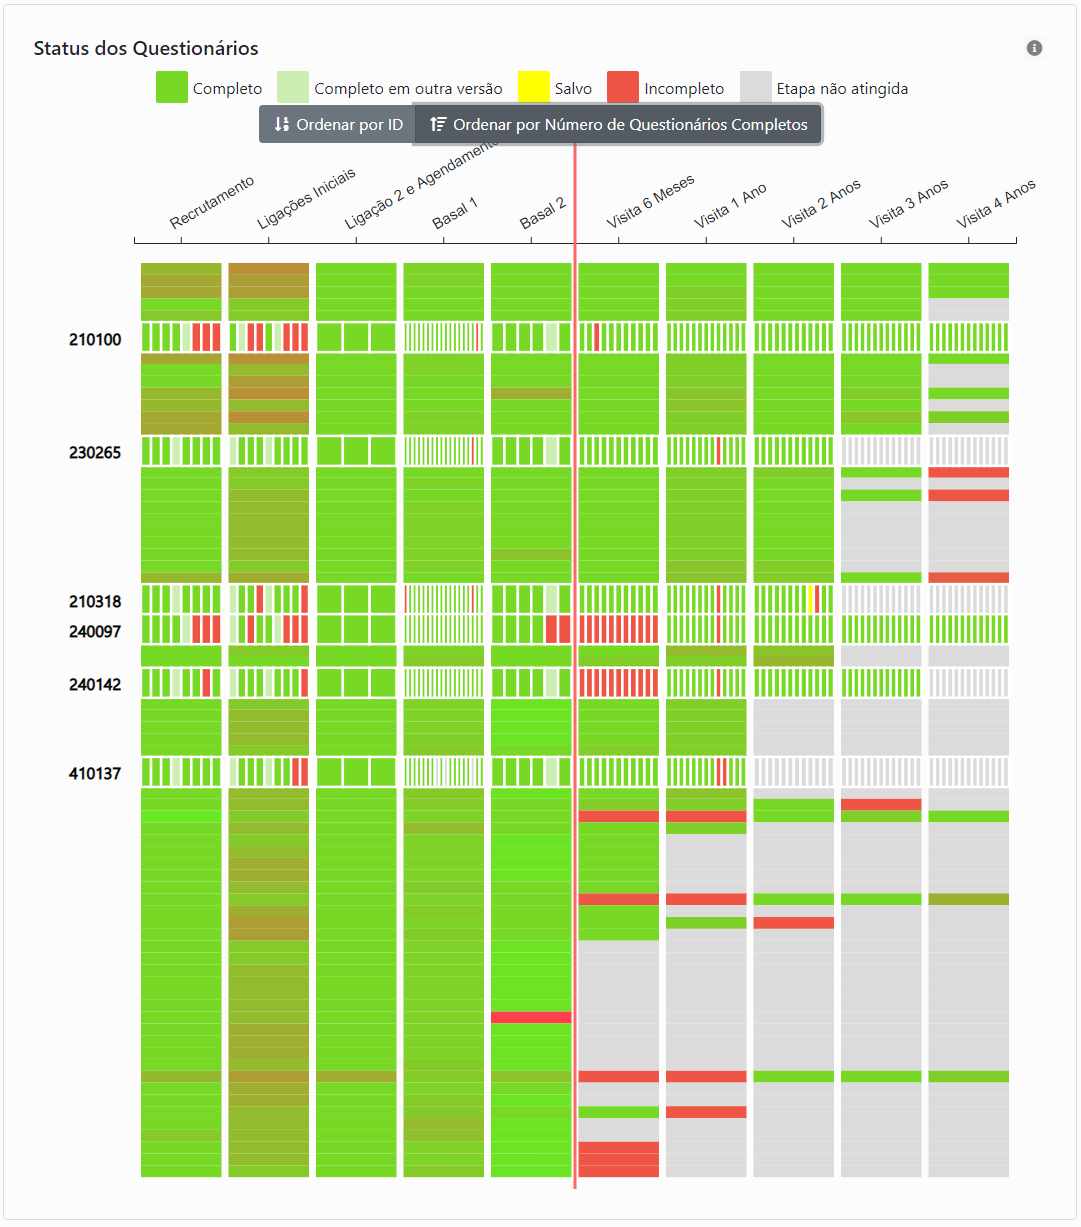 Status dos Questionários
Completo
Completo em outra versão
Salvo
Incompleto
Etapa não atingida
Ordenar por ID
Ordenar por Número de Questionários Completos
Recrutamento
Ligações Iniciais
Ligação 2 e Agendamento
Basal 1
Basal 2
Visita 6 Meses
Visita 1 Ano
Visita 2 Anos
Visita 3 Anos
Visita 4 Anos
210100
230265
210318
240097
240142
410137